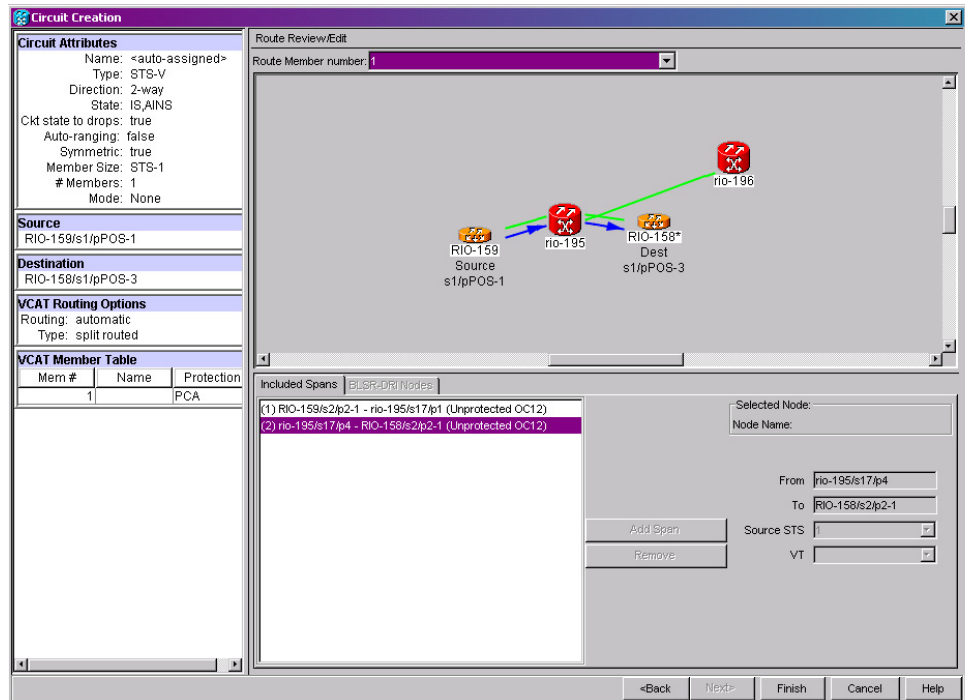 Circuit Creation
Circuit Attributes
Name: <auto-assigned>
Type: STS-V
Direction: 2-way
State: IS,AINS
Ckt state to drops: true
Auto-ranging: false
Symmetric: true
Member Size: STS-1
# Members: 1
Mode: None
Source
RIO-159/s1/pPOS-1
Destination
RIO-158/s1/pPOS-3
VCAT Routing Options
Routing: automatic
Type: split routed
VCAT Member Table
Mem # Name Protection
1 PCA
Route Review/Edit
Route Member number: 1
rio-196
rio-195
RIO-159
Source
s1/pPOS-1
RIO-158*
Dest
s1/pPOS-3
Included Spans BLSR-DRI Nodes
(1) RIO-159/s2/p2-1 - rio-195/s17/p1 (Unprotected OC12)
(2) rio-195/s17/p4 - RIO-158/s2/p2-1 (Unprotected OC12)
Add Span
Remove
Selected Node:
Node Name:
From rio-195/s17/p4
To RIO-158/s2/p2-1
Source STS 1
VT
<Back Next> Finish Cancel Help